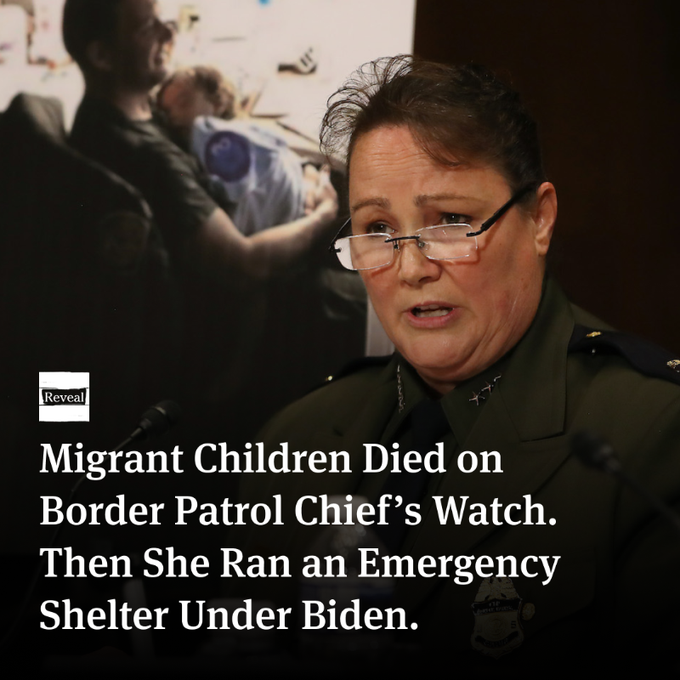 Reveal
Migrant Children Died on
Border Patrol Chief’s Watch.
Then She Ran an Emergency
Shelter Under Biden.